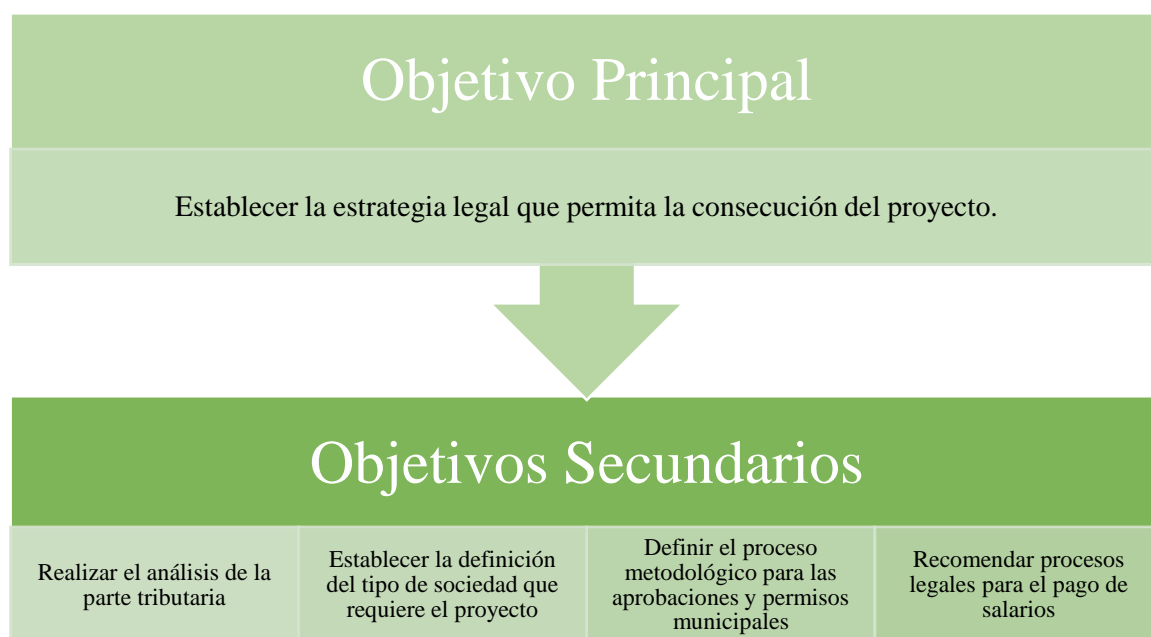 Objetivo Principal
Establecer la estrategia legal que permita la consecución del proyecto.
Objetivos Secundarios
Realizar el análisis de la
parte tributaria
Establecer la definición
del tipo de sociedad que
requiere el proyecto
Definir el proceso
metodológico para las
aprobaciones y permisos
municipales
Recomendar procesos
legales para el pago de
salarios